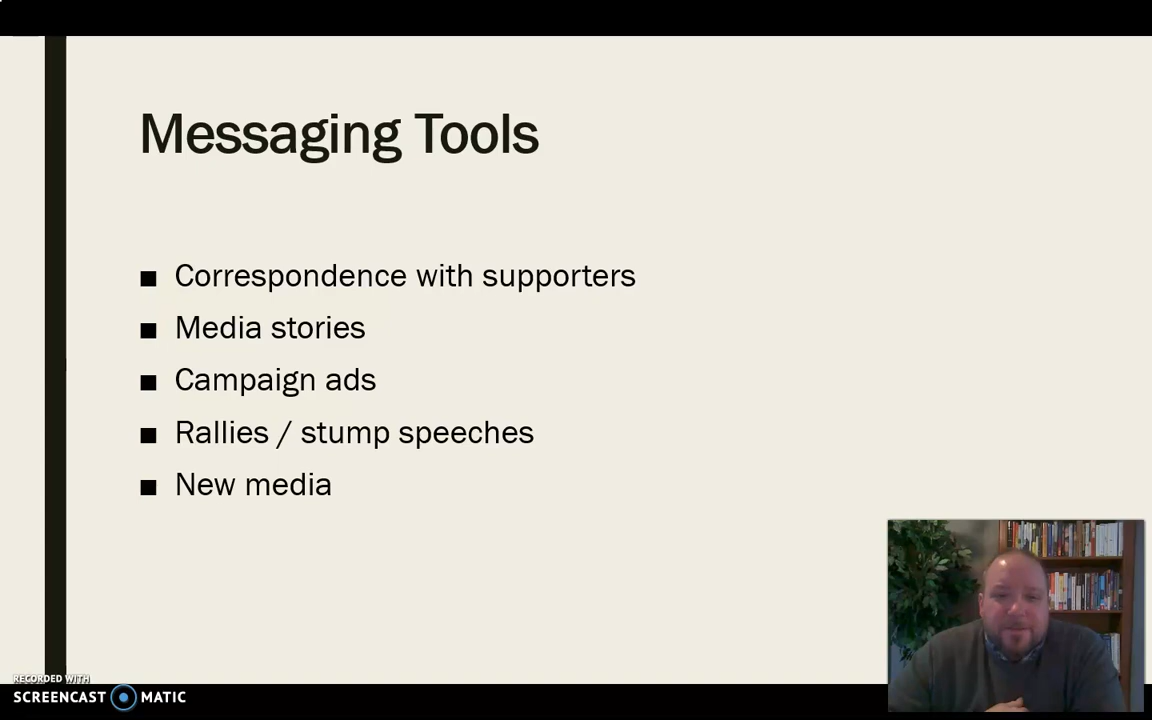 Messaging Tools
■ Correspondence with supporters
■ Media stories
■ Campaign ads
■ Rallies / stump speeches
■ New media
RECORDED WITH
SCREENCAST MATIC